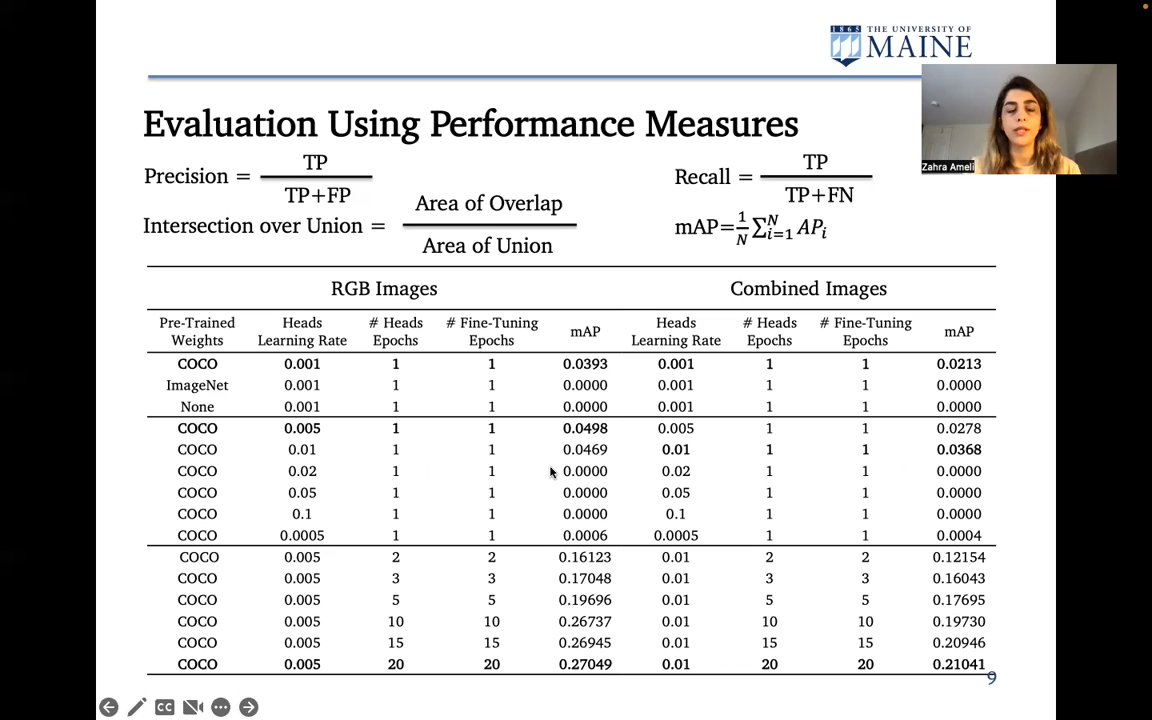 1865 THE UNIVERSITY OF
MAINE
Zahra Ameli
Evaluation Using Performance Measures
Precision = TP / TP+FP
Recall = TP / TP+FN
Intersection over Union = Area of Overlap / Area of Union
mAP=1/N ∑_{i=1}^{N} AP_i
RGB Images Combined Images
Pre-Trained Weights Heads Learning Rate # Heads Epochs # Fine-Tuning Epochs mAP Heads Learning Rate # Heads Epochs # Fine-Tuning Epochs mAP
COCO 0.001 1 1 0.0393 0.001 1 1 0.0213
ImageNet 0.001 1 1 0.0000 0.001 1 1 0.0000
None 0.001 1 1 0.0000 0.001 1 1 0.0000
COCO 0.005 1 1 0.0498 0.005 1 1 0.0278
COCO 0.01 1 1 0.0469 0.01 1 1 0.0368
COCO 0.02 1 1 0.0000 0.02 1 1 0.0000
COCO 0.05 1 1 0.0000 0.05 1 1 0.0000
COCO 0.1 1 1 0.0000 0.1 1 1 0.0000
COCO 0.0005 1 1 0.0006 0.0005 1 1 0.0004
COCO 0.005 2 2 0.16123 0.01 2 2 0.12154
COCO 0.005 3 3 0.17048 0.01 3 3 0.16043
COCO 0.005 5 5 0.19696 0.01 5 5 0.17695
COCO 0.005 10 10 0.26737 0.01 10 10 0.19730
COCO 0.005 15 15 0.26945 0.01 15 15 0.20946
COCO 0.005 20 20 0.27049 0.01 20 20 0.21041
9
CC